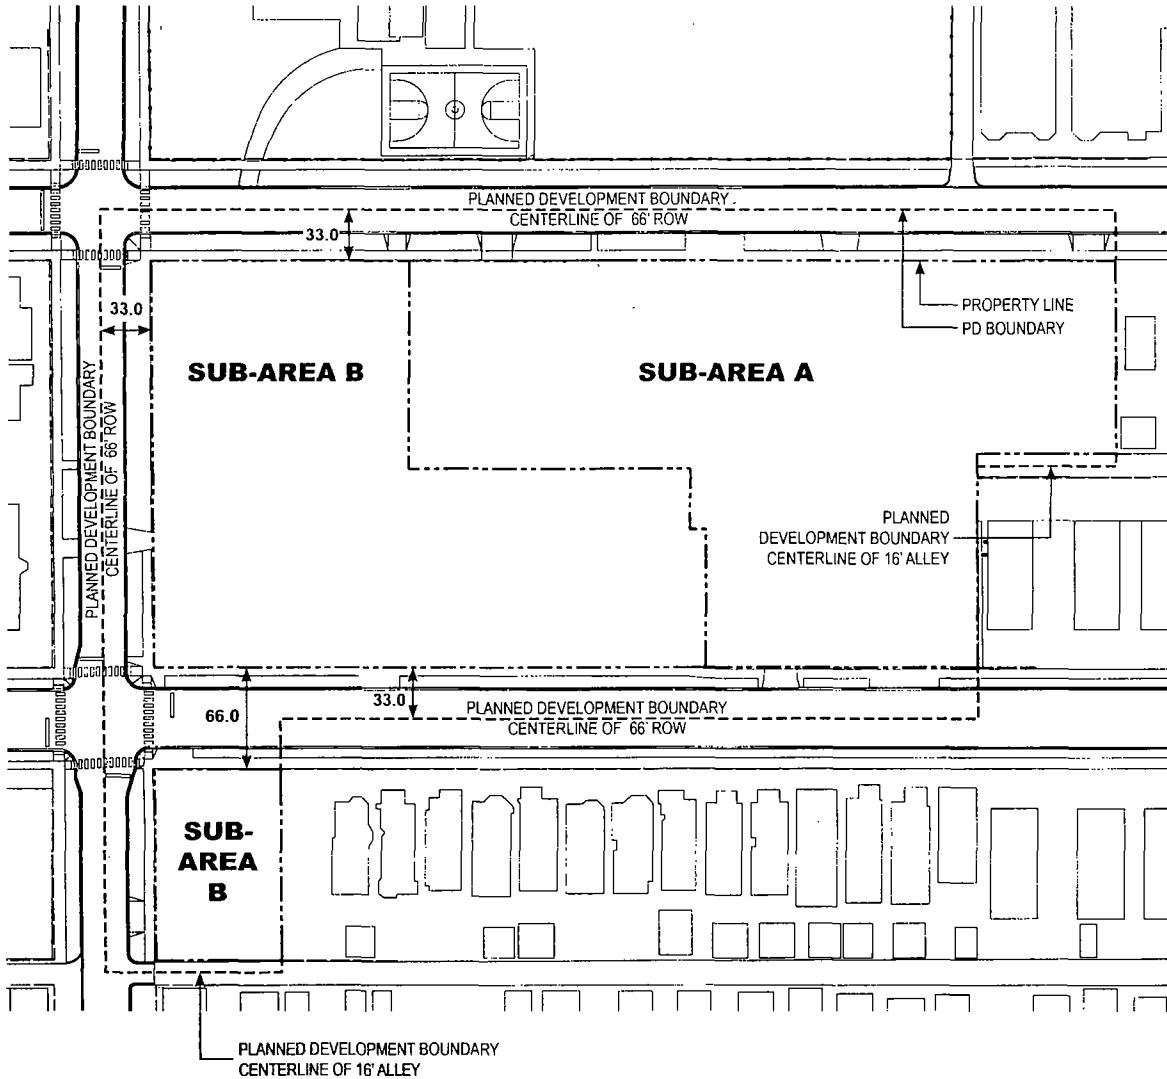 PLANNED DEVELOPMENT BOUNDARY
CENTERLINE OF 66' ROW
33.0
33.0
PROPERTY LINE
PD BOUNDARY
SUB-AREA B
SUB-AREA A
PLANNED DEVELOPMENT BOUNDARY
CENTERLINE OF 66' ROW
PLANNED
DEVELOPMENT BOUNDARY
CENTERLINE OF 16' ALLEY
66.0
33.0
PLANNED DEVELOPMENT BOUNDARY
CENTERLINE OF 66' ROW
SUB-
AREA
B
PLANNED DEVELOPMENT BOUNDARY
CENTERLINE OF 16' ALLEY